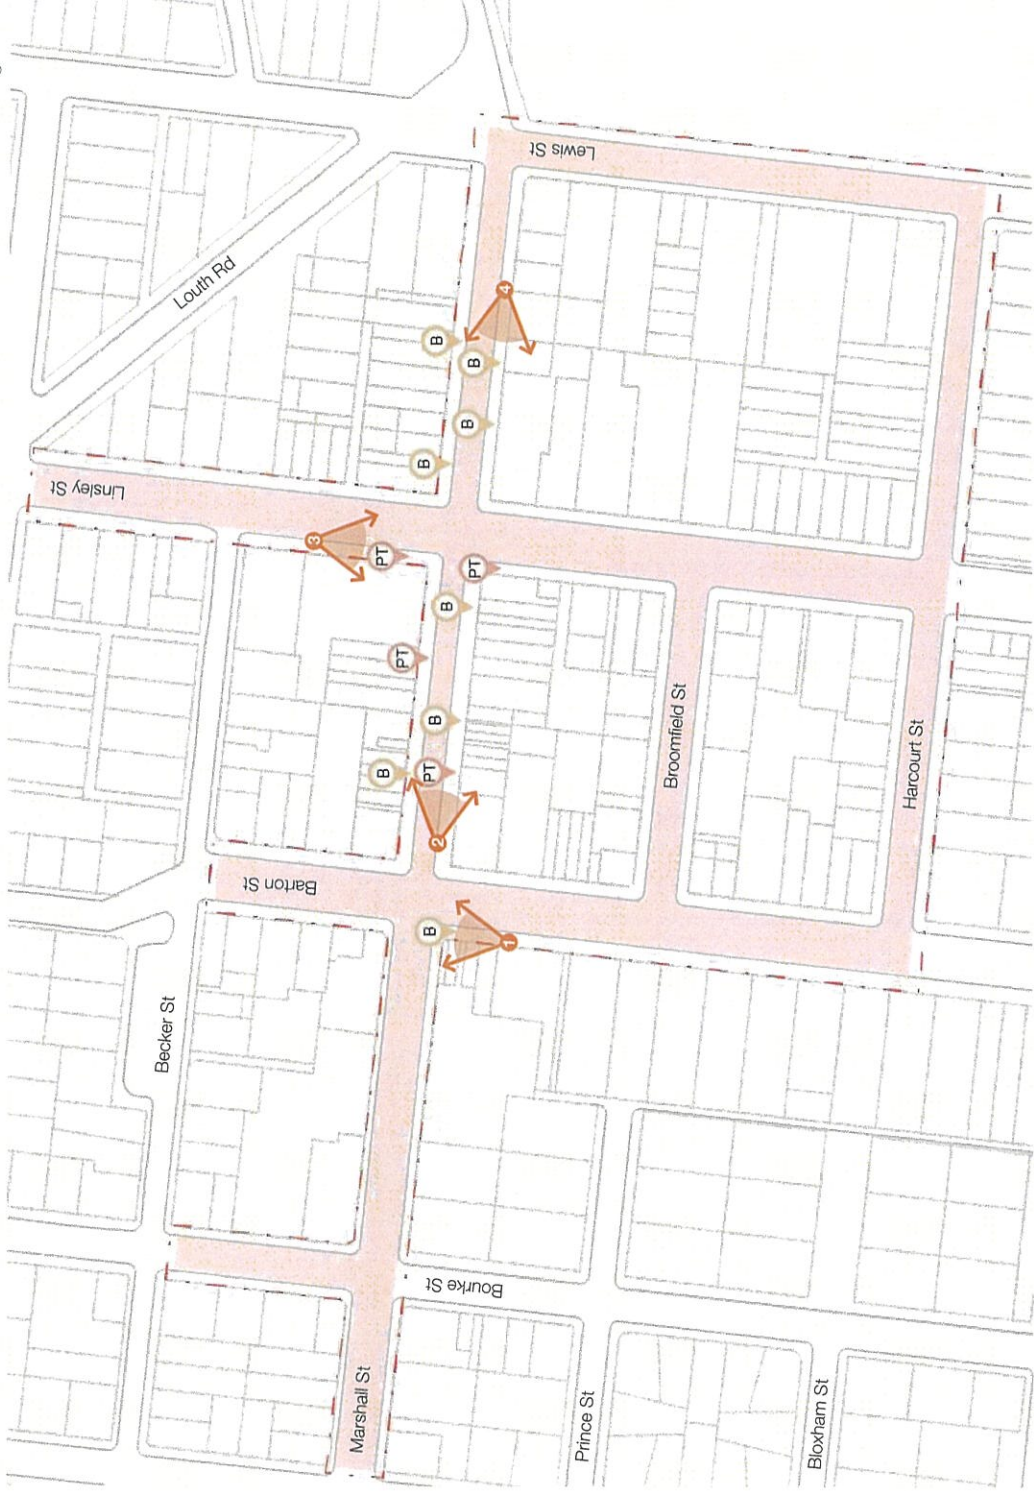 Lewis St
Louth Rd
4
B
B
B
B
Linsley St
3
PT
PT
B
PT
B
B
PT
2
Broomfield St
Harcourt St
Barton St
B
1
Becker St
Bourke St
Marshall St
Prince St
Bloxham St